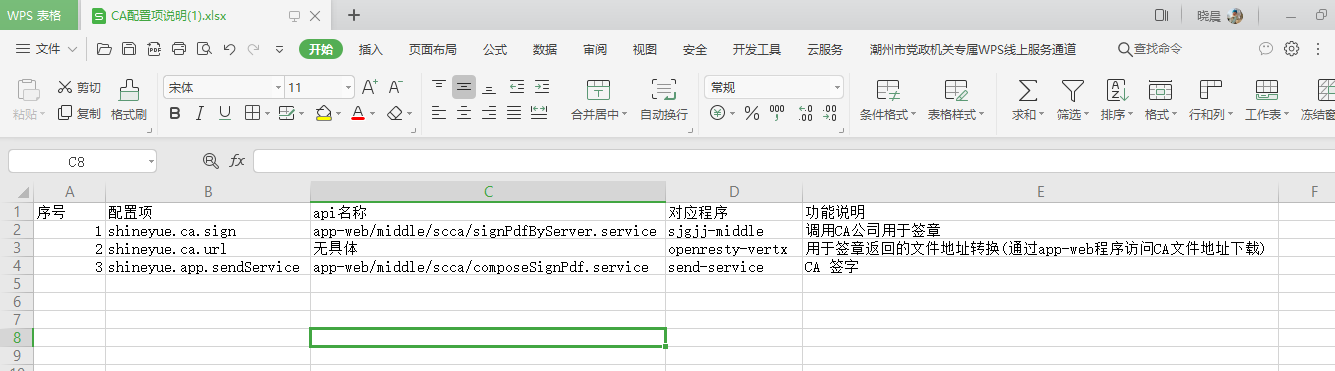 WPS 表格
S CA配置项说明(1).xlsx
晓晨
文件
开始 插入 页面布局 公式 数据 审阅 视图 安全 开发工具 云服务 潮州市党政机关专属WPS线上服务通道 查找命令
粘贴 剪切 复制 格式刷
宋体 11 A+ A-
B I U A
合并居中 自动换行
常规
¥ % 000 , ←.0 .00 .00 →.0
条件格式 表格样式 求和 筛选 排序 格式 行和列 工作表 冻结窗
C8 fx
A B C D E F
1 序号 配置项 api名称 对应程序 功能说明
2 1 shineyue.ca.sign app-web/middle/scca/signPdfByServer.service sjgjj-middle 调用CA公司用于签章
3 2 shineyue.ca.url 无具体 openresty-vertx 用于签章返回的文件地址转换(通过app-web程序访问CA文件地址下载)
4 3 shineyue.app.sendService app-web/middle/scca/composeSignPdf.service send-service CA 签字
5
6
7
8
9